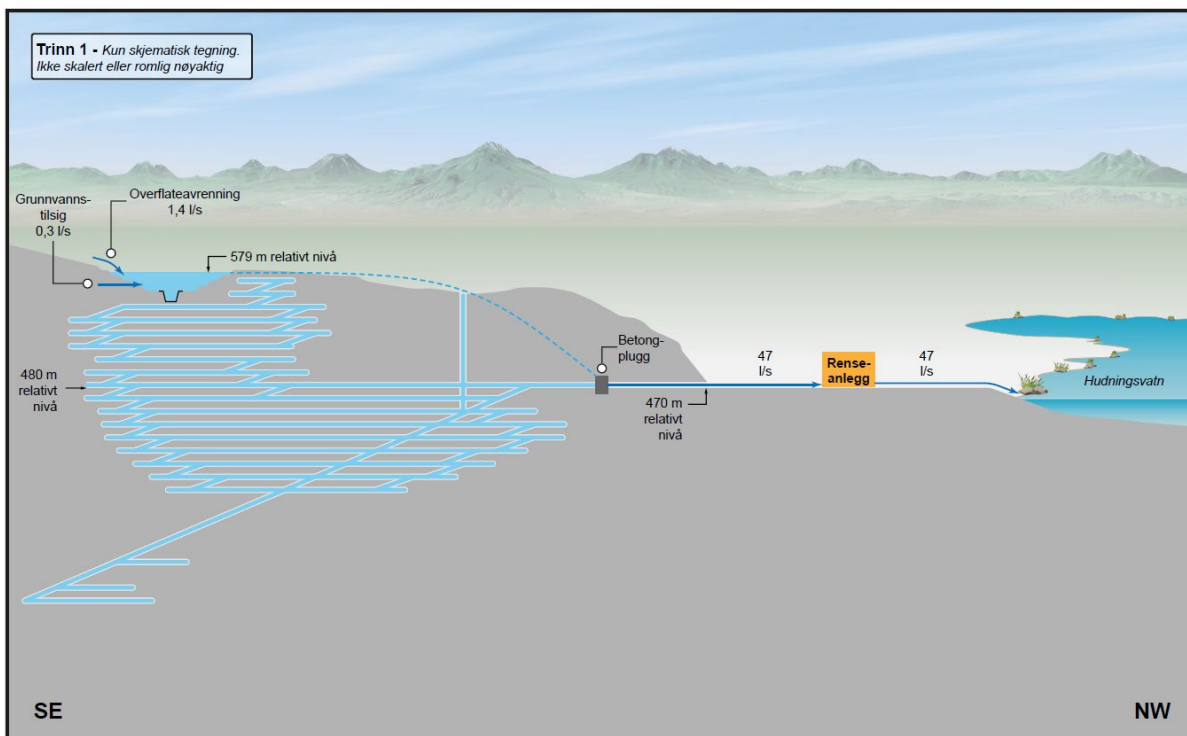 Trinn 1 - Kun skjematisk tegning.
Ikke skalert eller romlig nøyaktig
Overflateavrenning
1,4 l/s
Grunnvanns-
tilsig
0,3 l/s
579 m relativt nivå
Betong-
plugg
47
l/s
Rense-
anlegg
47
l/s
Hudningsvatn
480 m
relativt
nivå
470 m
relativt
nivå
SE
NW